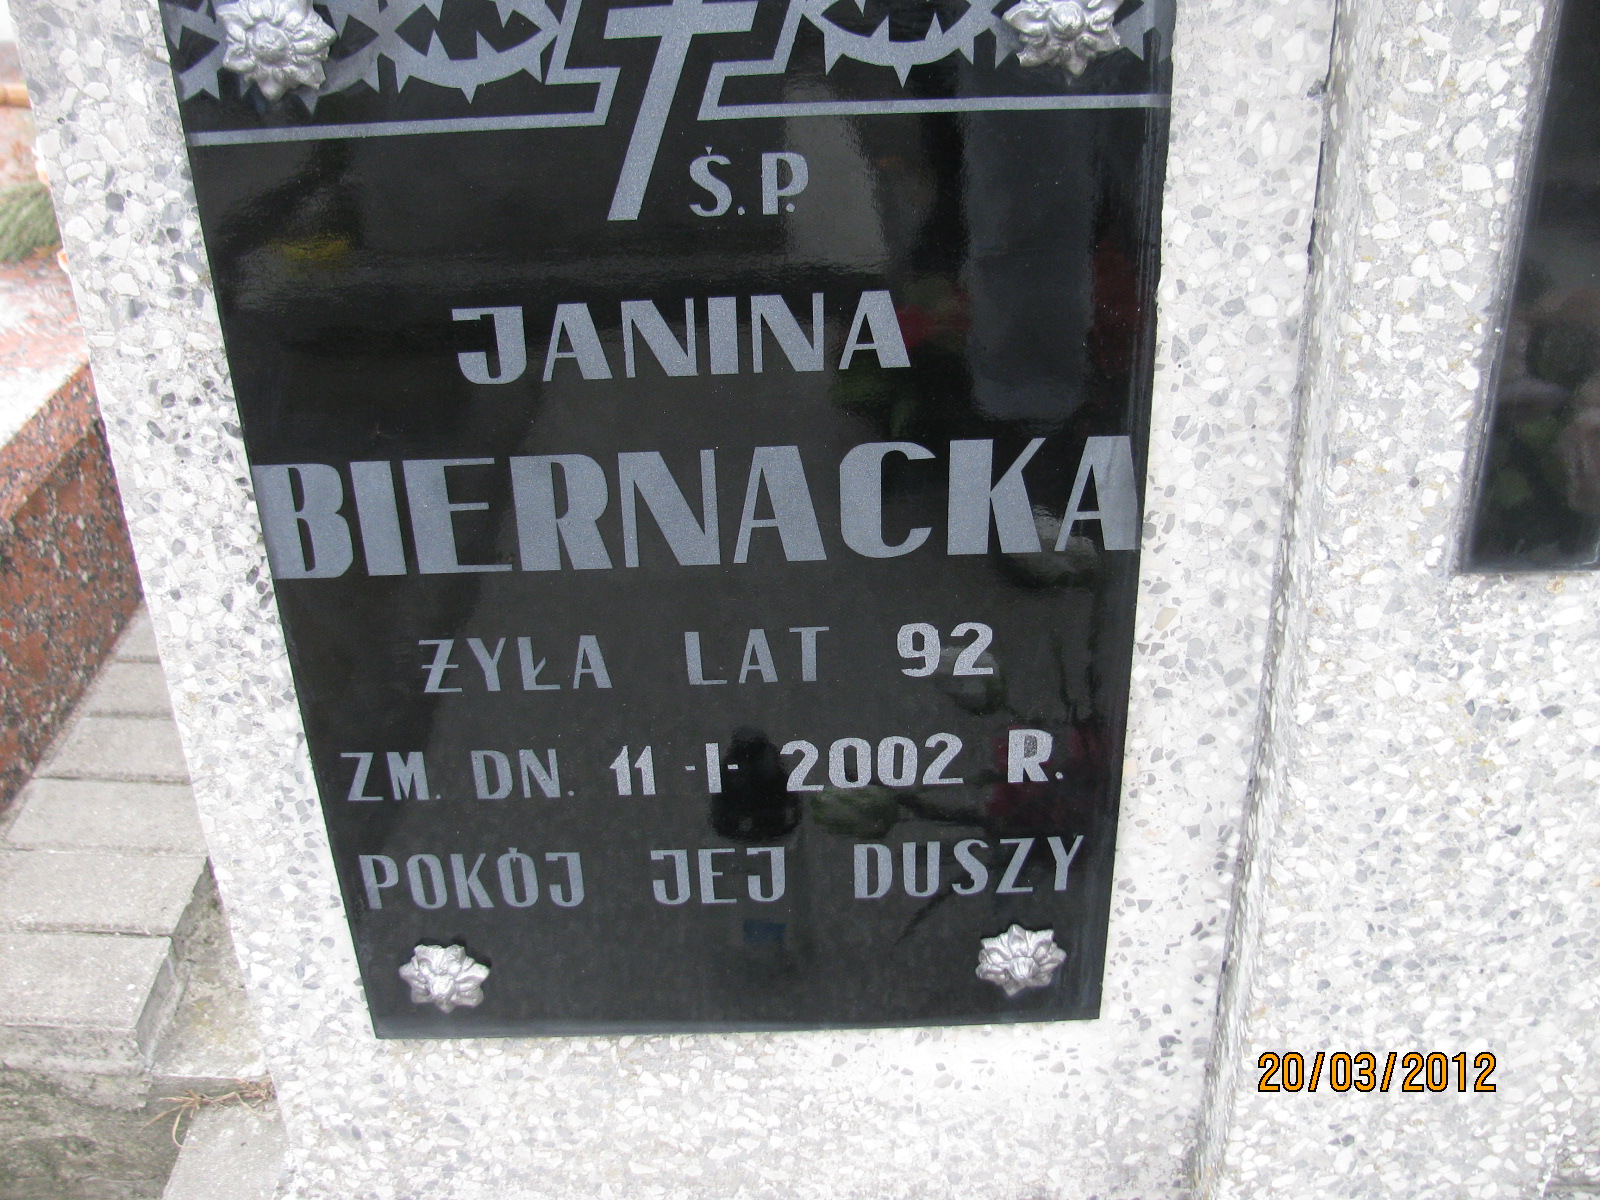 Ś.P.
JANINA
BIERNACKA
ŻYŁA LAT 92
ZM. DN. 11-I-2002 R.
POKÓJ JEJ DUSZY
20/03/2012